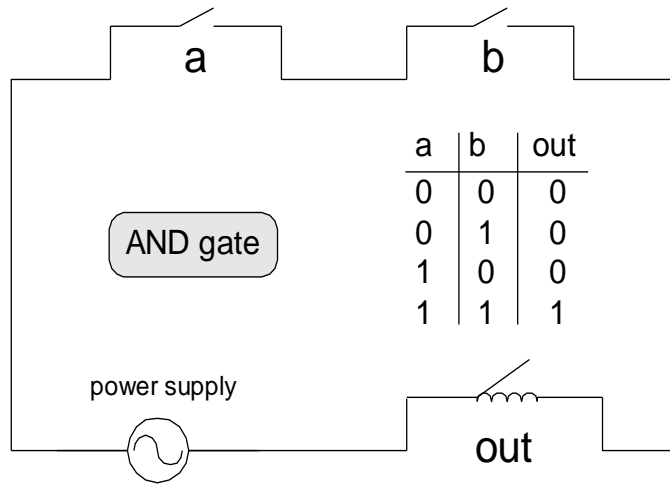 a
b
a b out
0 0 0
0 1 0
1 0 0
1 1 1
AND gate
power supply
out